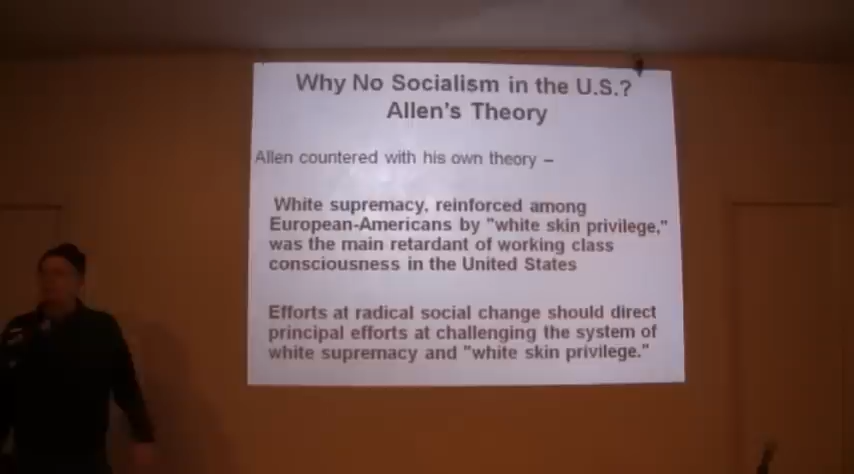 Why No Socialism in the U.S.?
Allen's Theory
Allen countered with his own theory –
White supremacy, reinforced among
European-Americans by "white skin privilege,"
was the main retardant of working class
consciousness in the United States
Efforts at radical social change should direct
principal efforts at challenging the system of
white supremacy and "white skin privilege."